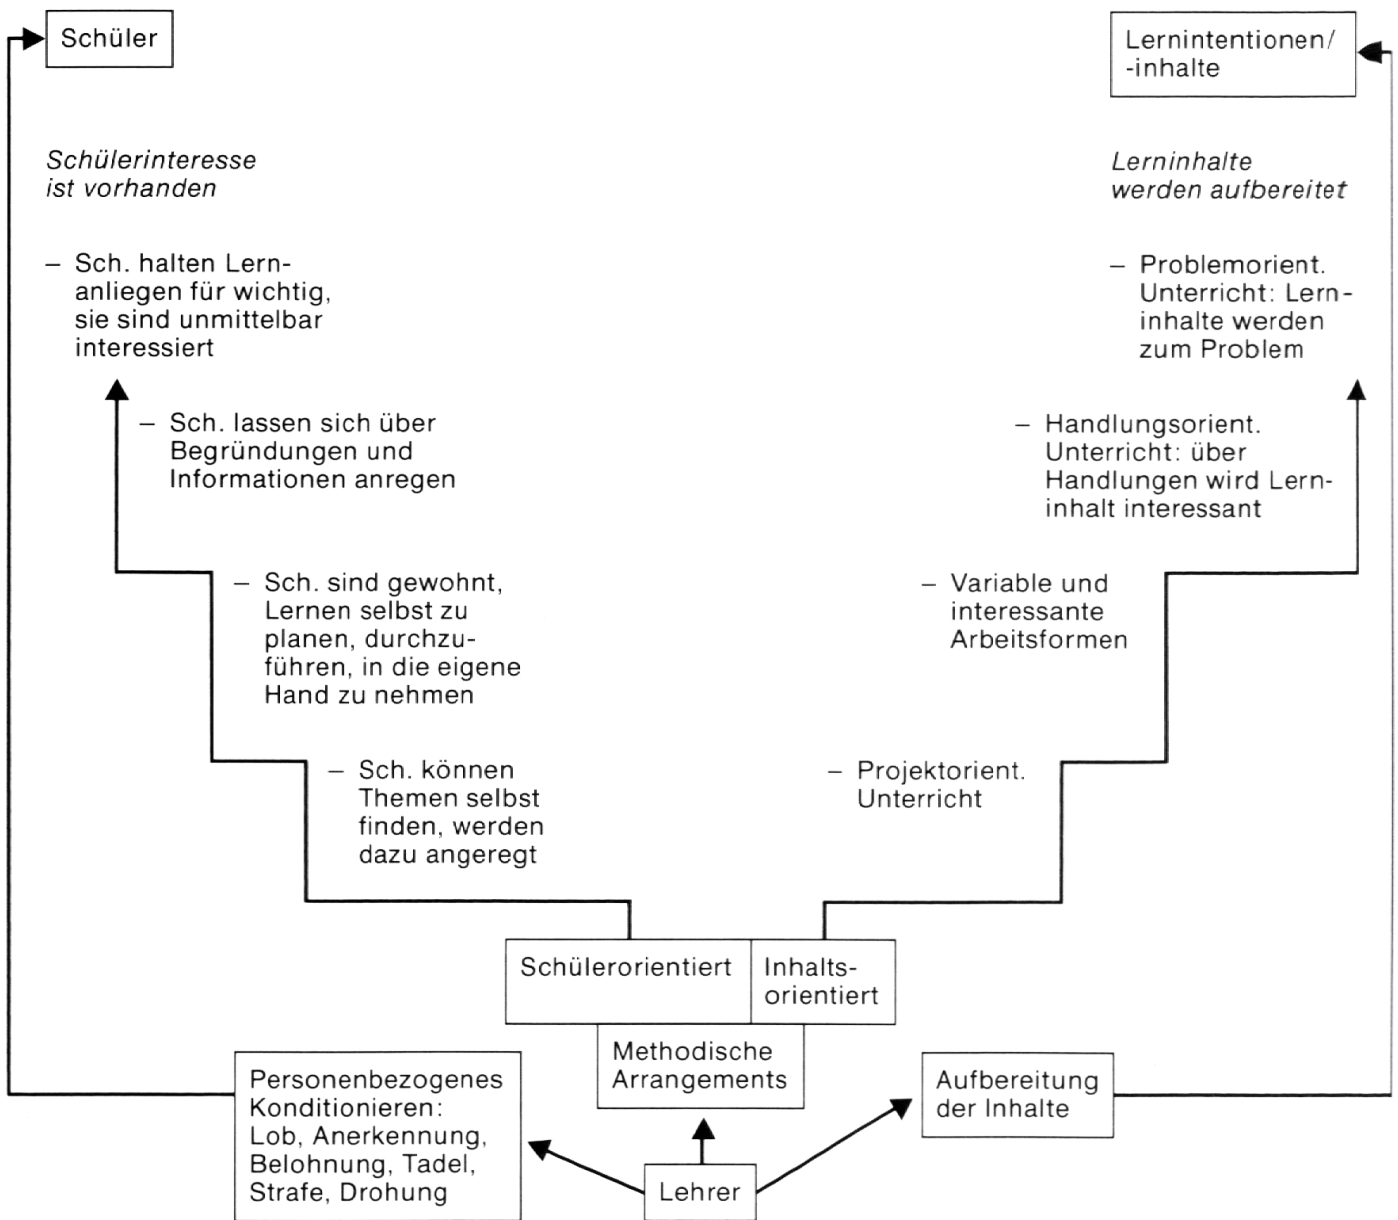 Schüler
Lernintentionen/
-inhalte
Schülerinteresse
ist vorhanden
Lerninhalte
werden aufbereitet
– Sch. halten Lern-
anliegen für wichtig,
sie sind unmittelbar
interessiert
– Problemorient.
Unterricht: Lern-
inhalte werden
zum Problem
– Sch. lassen sich über
Begründungen und
Informationen anregen
– Handlungsorient.
Unterricht: über
Handlungen wird Lern-
inhalt interessant
– Sch. sind gewohnt,
Lernen selbst zu
planen, durchzu-
führen, in die eigene
Hand zu nehmen
– Variable und
interessante
Arbeitsformen
– Sch. können
Themen selbst
finden, werden
dazu angeregt
– Projektorient.
Unterricht
Schülerorientiert
Inhalts-
orientiert
Methodische
Arrangements
Personenbezogenes
Konditionieren:
Lob, Anerkennung,
Belohnung, Tadel,
Strafe, Drohung
Aufbereitung
der Inhalte
Lehrer